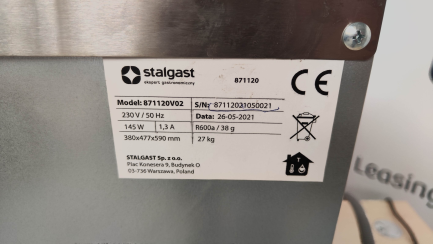 stalgast
ekspert gastronomiczny
871120
CE
Model: 871120V02
S/N: 87112021050021
230 V / 50 Hz
Data: 26-05-2021
145 W
1,3 A
R600a / 38 g
380x477x590 mm
27 kg
STALGAST Sp. z o.o.
Plac Konesera 9, Budynek O
03-736 Warszawa, Poland
Leasing